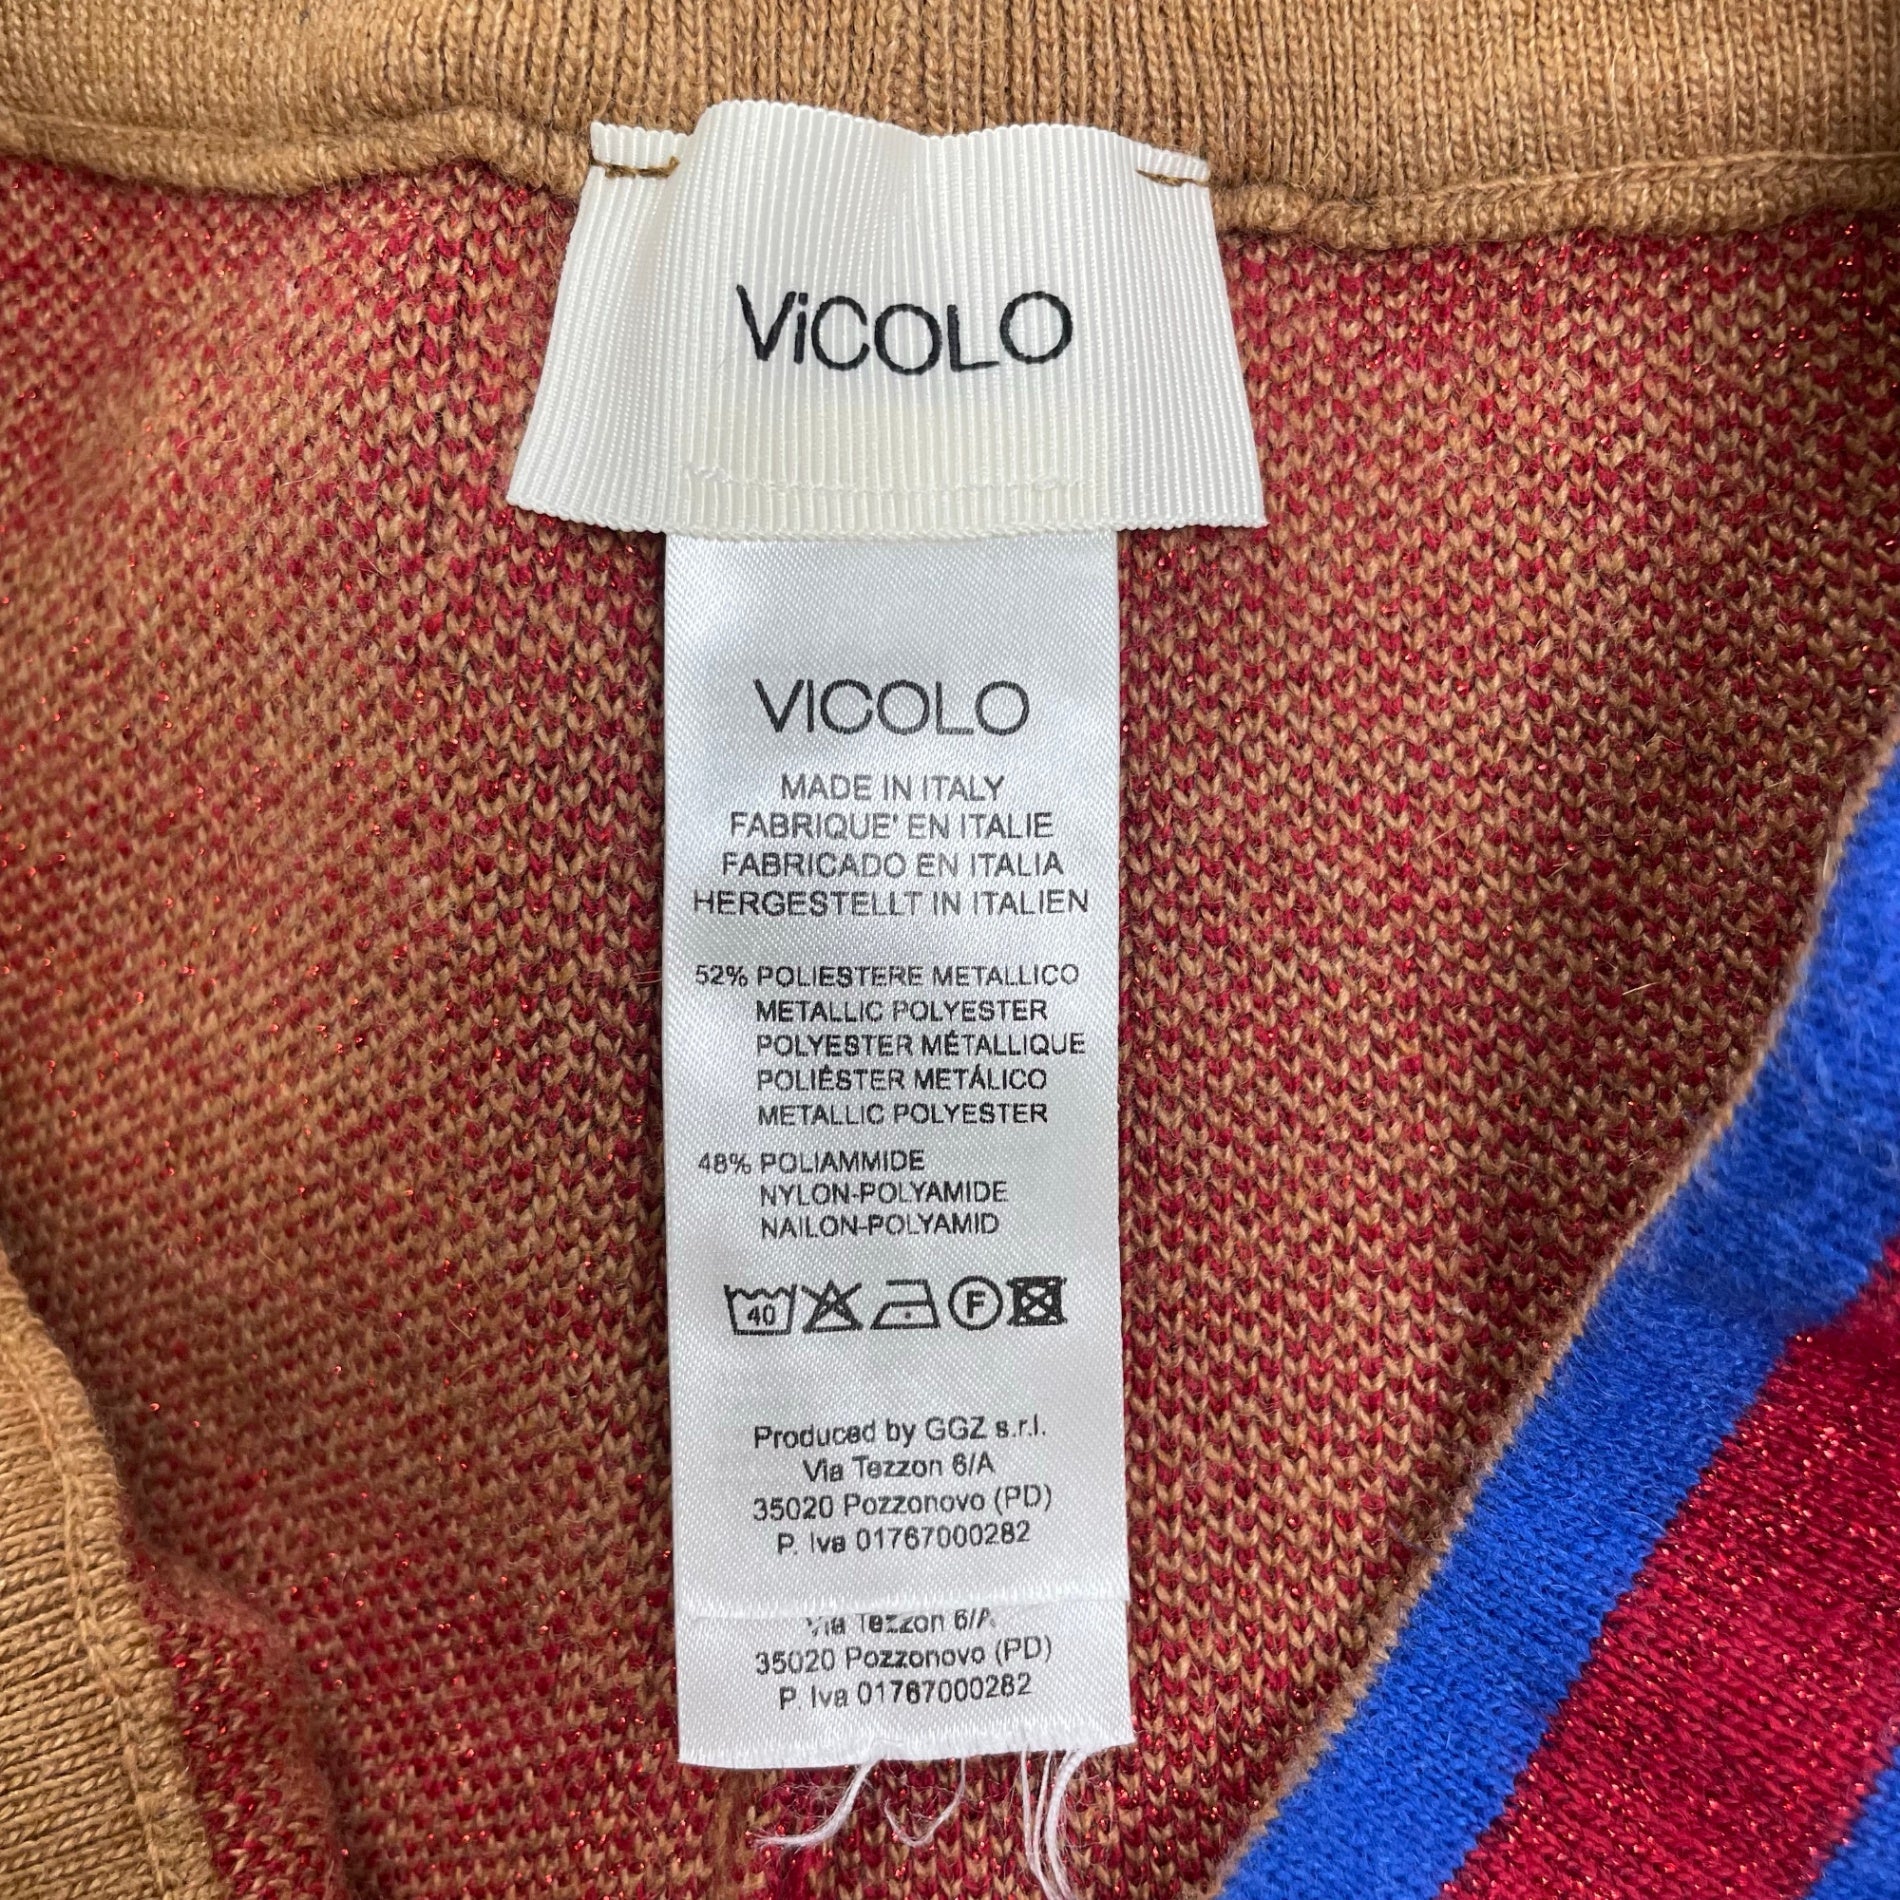 ViCOLO
VICOLO
MADE IN ITALY
FABRIQUE' EN ITALIE
FABRICADO EN ITALIA
HERGESTELLT IN ITALIEN
52% POLIESTERE METALLICO
METALLIC POLYESTER
POLYESTER MÉTALLIQUE
POLIÉSTER METÁLICO
METALLIC POLYESTER
48% POLIAMMIDE
NYLON-POLYAMIDE
NAILON-POLYAMID
40 F
Produced by GGZ s.r.l.
Via Tezzon 6/A
35020 Pozzonovo (PD)
P. Iva 01767000282
Via Tezzon 6/A
35020 Pozzonovo (PD)
P. Iva 01767000282